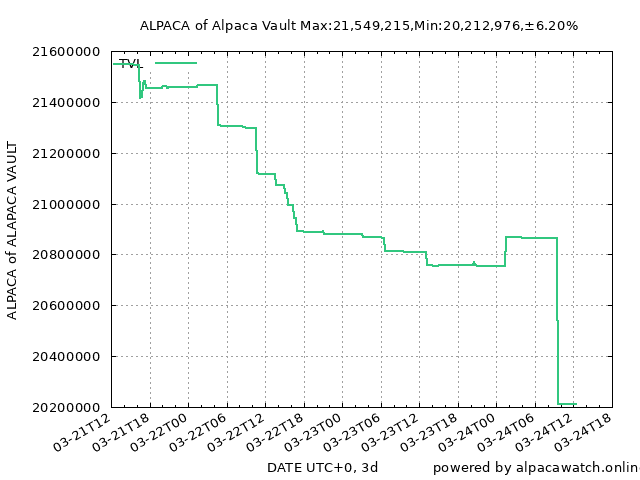 ALPACA of Alpaca Vault Max:21,549,215,Min:20,212,976,±6.20%
TVL
21600000
21400000
21200000
21000000
20800000
20600000
20400000
20200000
ALPACA of ALAPACA VAULT
03-21T12
03-21T18
03-22T00
03-22T06
03-22T12
03-22T18
03-23T00
03-23T06
03-23T12
03-23T18
03-24T00
03-24T06
03-24T12
03-24T18
DATE UTC+0, 3d
powered by alpacawatch.onlin